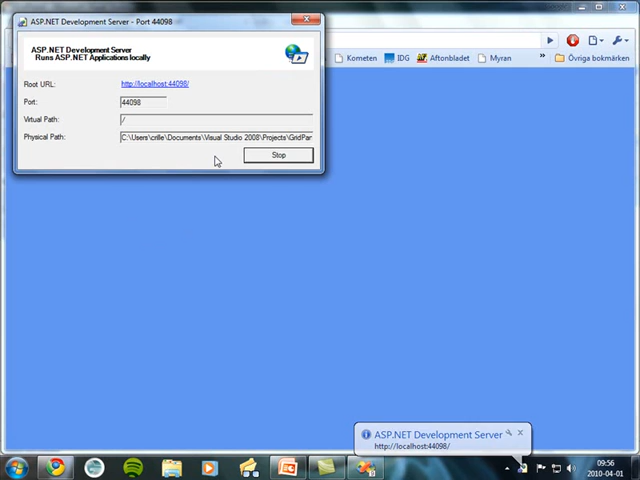 ASP.NET Development Server - Port 44098
ASP.NET Development Server
Runs ASP.NET Applications locally
Root URL: http://localhost:44098/
Port: 44098
Virtual Path: /
Physical Path: C:\Users\crille\Documents\Visual Studio 2008\Projects\GridPar
Stop
Kometen IDG Aftonbladet Myran » Övriga bokmärken
ASP.NET Development Server
http://localhost:44098/
09:56
2010-04-01